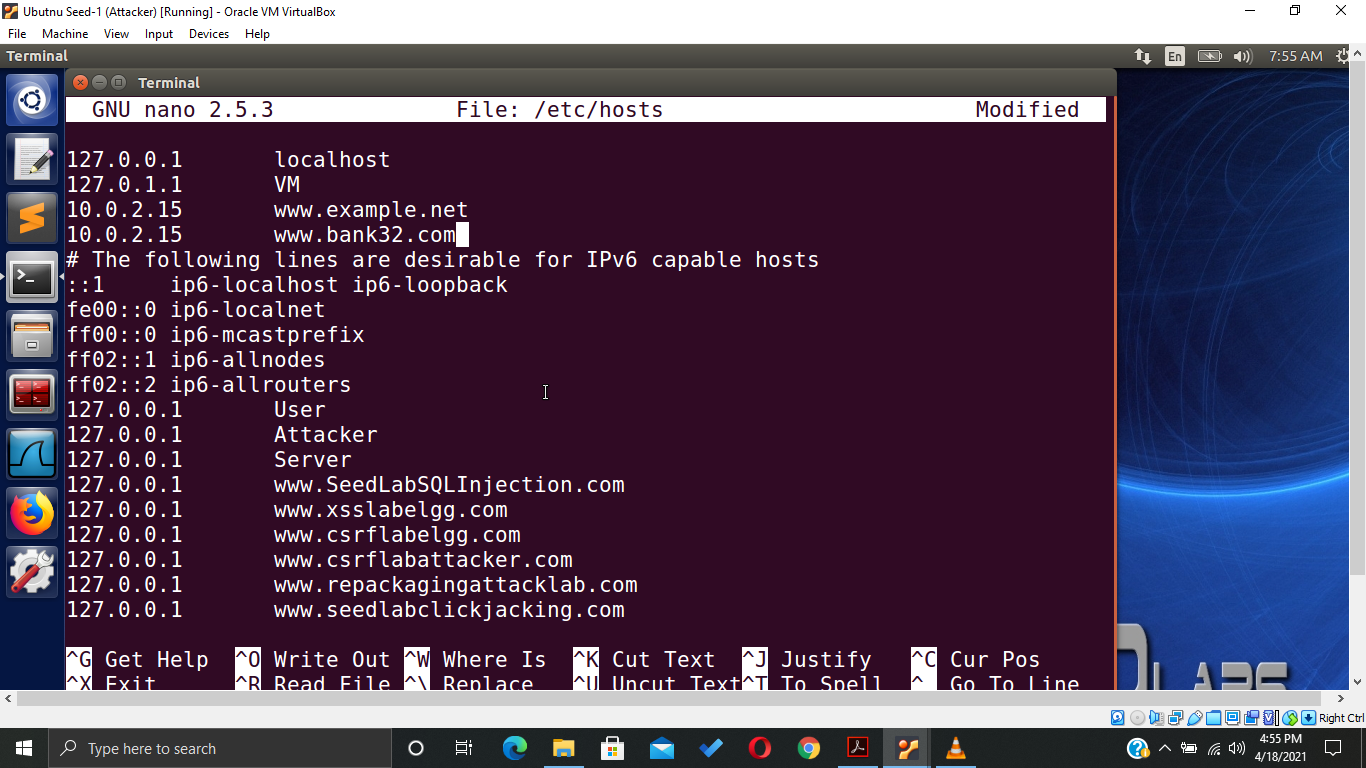 Ubutnu Seed-1 (Attacker) [Running] - Oracle VM VirtualBox
File Machine View Input Devices Help
Terminal En 7:55 AM
Terminal
GNU nano 2.5.3 File: /etc/hosts Modified
127.0.0.1 localhost
127.0.1.1 VM
10.0.2.15 www.example.net
10.0.2.15 www.bank32.com
# The following lines are desirable for IPv6 capable hosts
::1 ip6-localhost ip6-loopback
fe00::0 ip6-localnet
ff00::0 ip6-mcastprefix
ff02::1 ip6-allnodes
ff02::2 ip6-allrouters
127.0.0.1 User
127.0.0.1 Attacker
127.0.0.1 Server
127.0.0.1 www.SeedLabSQLInjection.com
127.0.0.1 www.xsslabelgg.com
127.0.0.1 www.csrflabelgg.com
127.0.0.1 www.csrflabattacker.com
127.0.0.1 www.repackagingattacklab.com
127.0.0.1 www.seedlabclickjacking.com
^G Get Help ^O Write Out ^W Where Is ^K Cut Text ^J Justify ^C Cur Pos
^X Exit ^R Read File ^\ Replace ^U Uncut Text ^T To Spell ^_ Go To Line
Right Ctrl
Type here to search
4:55 PM
4/18/2021